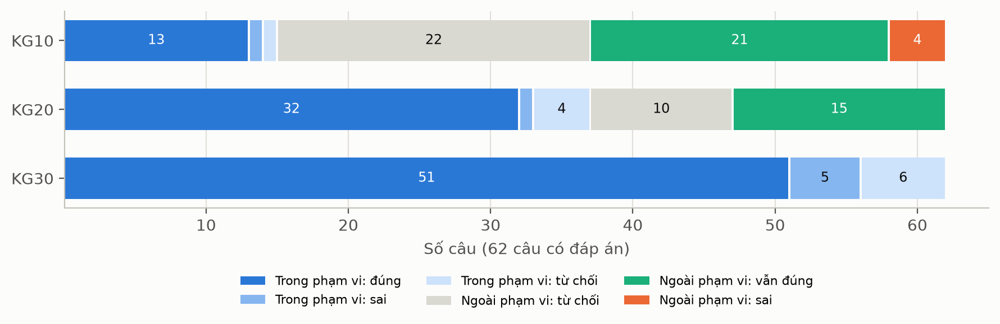 KG10 13 22 21 4
KG20 32 4 10 15
KG30 51 5 6
10 20 30 40 50 60
Số câu (62 câu có đáp án)
Trong phạm vi: đúng Trong phạm vi: từ chối Ngoài phạm vi: vẫn đúng
Trong phạm vi: sai Ngoài phạm vi: từ chối Ngoài phạm vi: sai